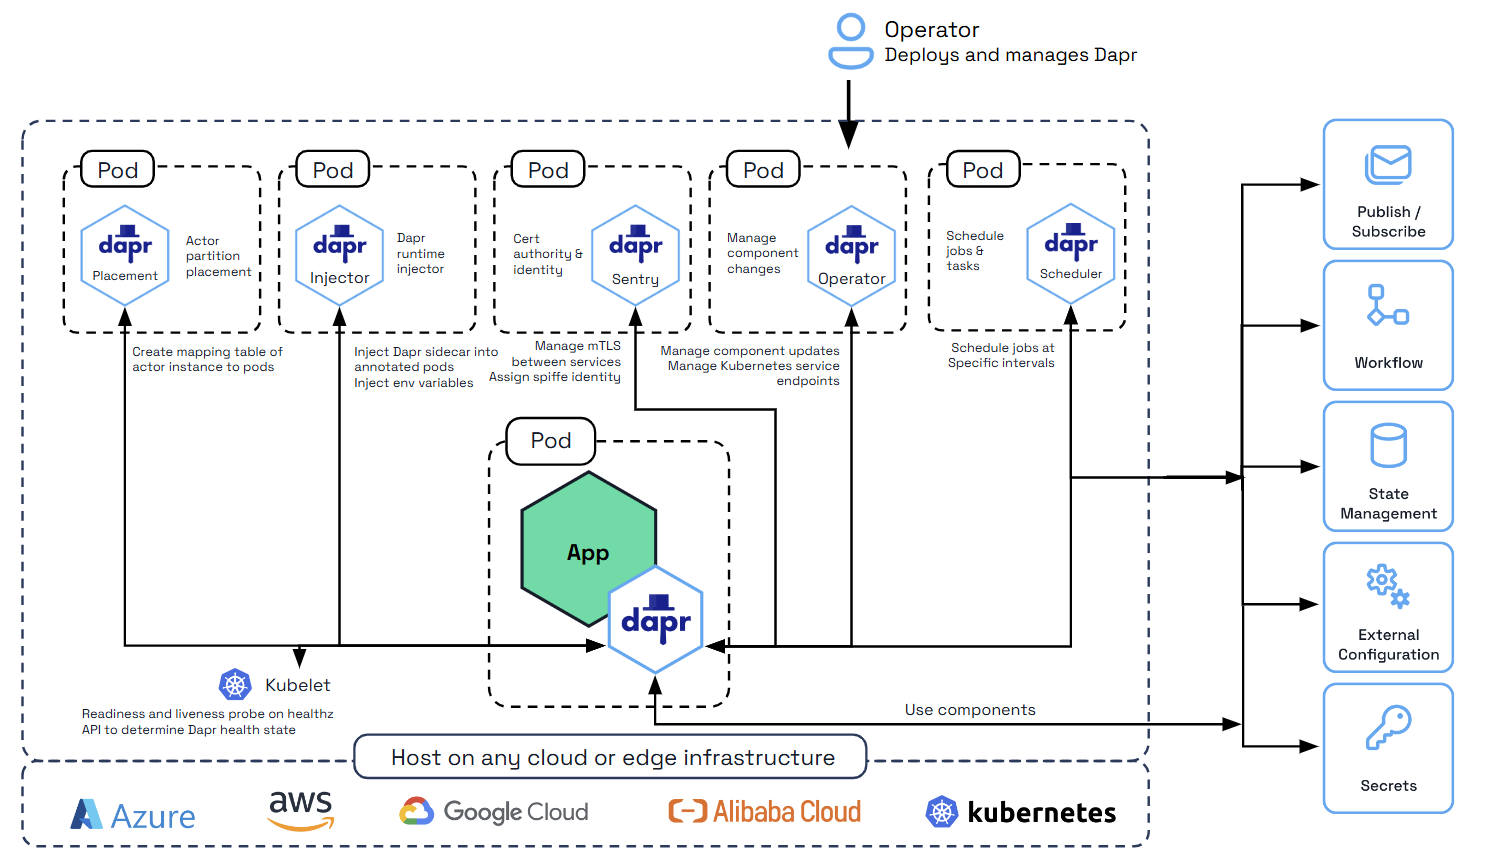 Operator
Deploys and manages Dapr
Pod
dapr
Placement
Actor
partition
placement
Pod
dapr
Injector
Dapr
runtime
injector
Pod
Cert
authority &
identity
dapr
Sentry
Pod
Manage
component
changes
dapr
Operator
Pod
Schedule
jobs &
tasks
dapr
Scheduler
Create mapping table of
actor instance to pods
Inject Dapr sidecar into
annotated pods
Inject env variables
Manage mTLS
between services
Assign spiffe identity
Manage component updates
Manage Kubernetes service
endpoints
Schedule jobs at
Specific intervals
Pod
App
dapr
Kubelet
Readiness and liveness probe on healthz
API to determine Dapr health state
Use components
Publish /
Subscribe
Workflow
State
Management
External
Configuration
Secrets
Host on any cloud or edge infrastructure
Azure
aws
Google Cloud
Alibaba Cloud
kubernetes